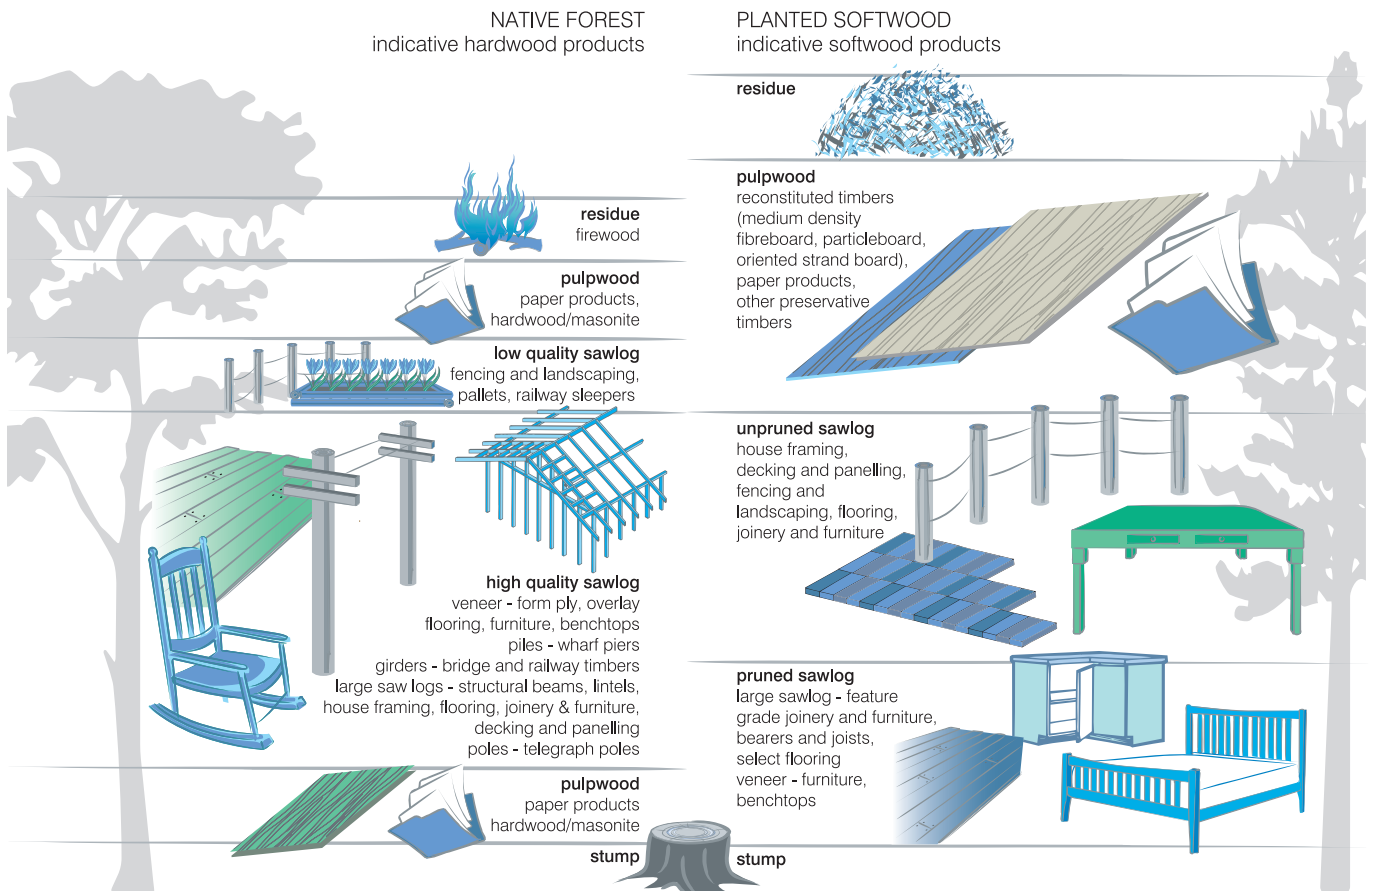 NATIVE FOREST
indicative hardwood products
residue
firewood
pulpwood
paper products,
hardwood/masonite
low quality sawlog
fencing and landscaping,
pallets, railway sleepers
high quality sawlog
veneer - form ply, overlay
flooring, furniture, benchtops
piles - wharf piers
girders - bridge and railway timbers
large saw logs - structural beams, lintels,
house framing, flooring, joinery & furniture,
decking and panelling
poles - telegraph poles
pulpwood
paper products
hardwood/masonite
stump
PLANTED SOFTWOOD
indicative softwood products
residue
pulpwood
reconstituted timbers
(medium density
fibreboard, particleboard,
oriented strand board),
paper products,
other preservative
timbers
unpruned sawlog
house framing,
decking and panelling,
fencing and
landscaping, flooring,
joinery and furniture
pruned sawlog
large sawlog - feature
grade joinery and furniture,
bearers and joists,
select flooring
veneer - furniture,
benchtops
stump